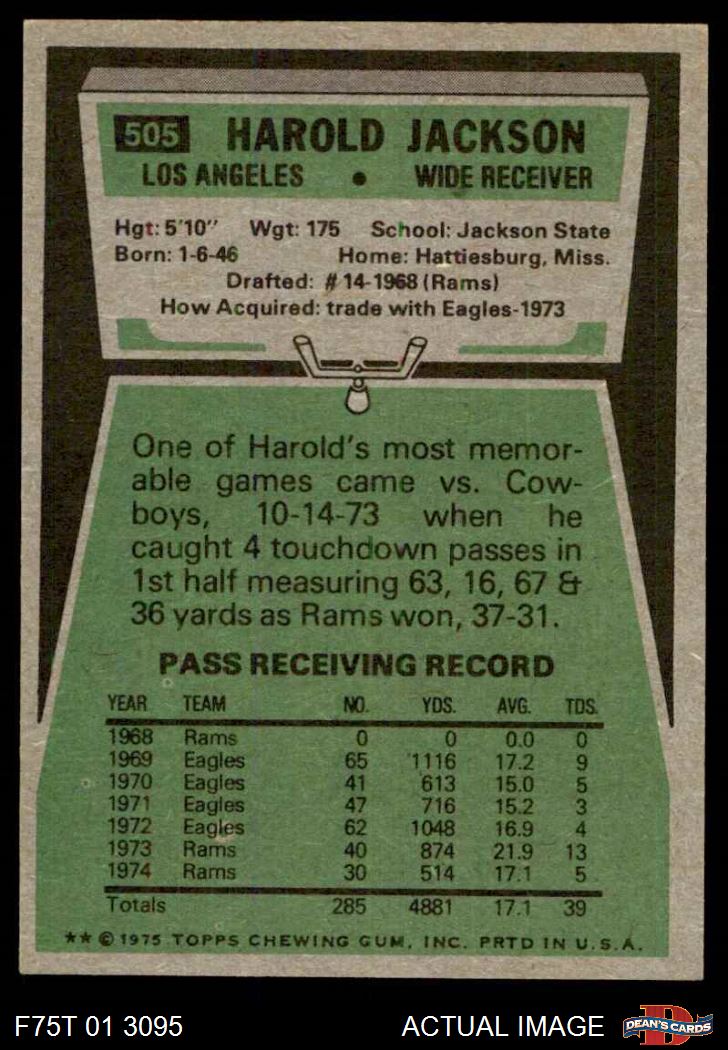 505 HAROLD JACKSON
LOS ANGELES • WIDE RECEIVER
Hgt: 5'10" Wgt: 175 School: Jackson State
Born: 1-6-46 Home: Hattiesburg, Miss.
Drafted: #14-1968 (Rams)
How Acquired: trade with Eagles-1973
One of Harold's most memor-
able games came vs. Cow-
boys, 10-14-73 when he
caught 4 touchdown passes in
1st half measuring 63, 16, 67 &
36 yards as Rams won, 37-31.
PASS RECEIVING RECORD
YEAR TEAM NO. YDS. AVG. TDS.
1968 Rams 0 0 0.0 0
1969 Eagles 65 1116 17.2 9
1970 Eagles 41 613 15.0 5
1971 Eagles 47 716 15.2 3
1972 Eagles 62 1048 16.9 4
1973 Rams 40 874 21.9 13
1974 Rams 30 514 17.1 5
Totals 285 4881 17.1 39
** © 1975 TOPPS CHEWING GUM, INC. PRTD IN U.S.A.
F75T 01 3095 ACTUAL IMAGE D DEAN'S CARDS